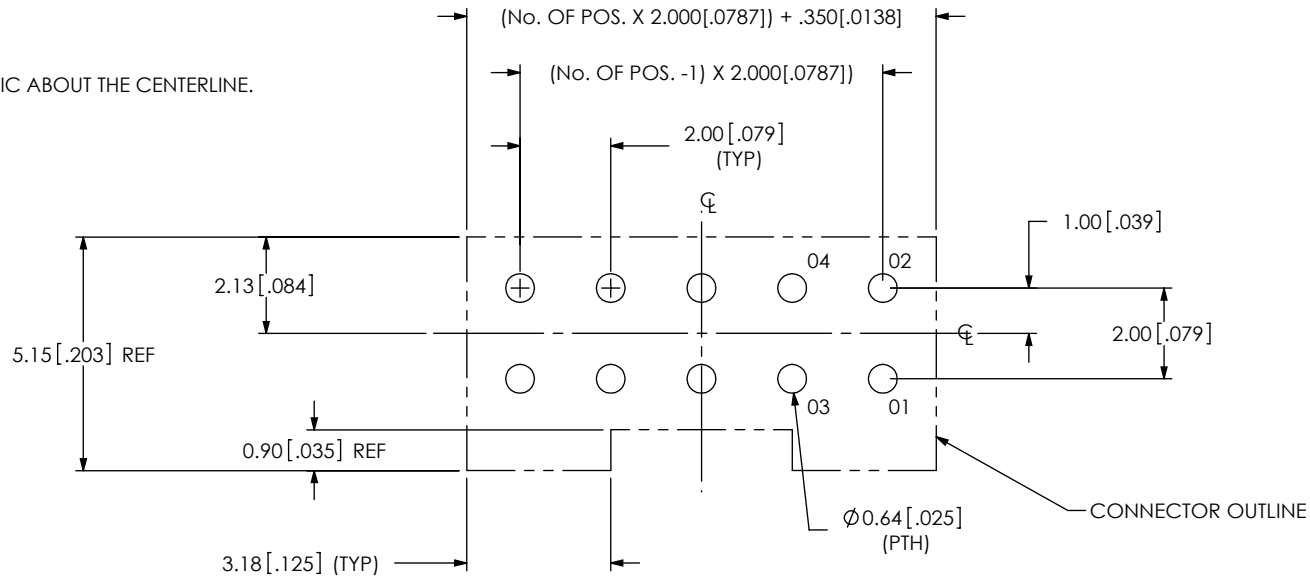 (No. OF POS. X 2.000[.0787]) + .350[.0138]
IC ABOUT THE CENTERLINE.
(No. OF POS. -1) X 2.000[.0787])
2.00[.079]
(TYP)
℄
1.00[.039]
04
02
2.13[.084]
℄
2.00[.079]
5.15[.203] REF
03
01
0.90[.035] REF
Ø0.64[.025]
(PTH)
CONNECTOR OUTLINE
3.18[.125] (TYP)